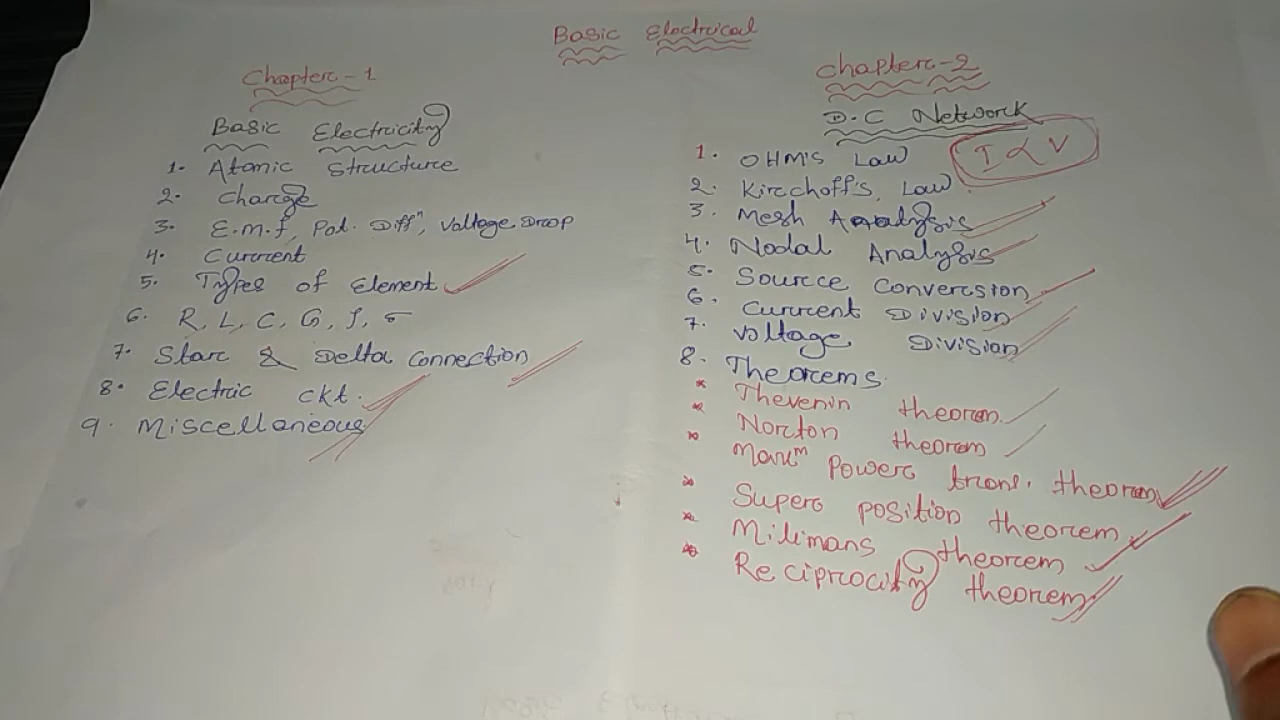 Basic Electrical
Chapter-1
Basic Electricity
1. Atomic Structure
2. Charge
3. E.m.f, Pot. Diffⁿ, Voltage Drop
4. Current
5. Types of Element
6. R, L, C, G, ρ, σ
7. Star & Delta Connection
8. Electric ckt.
9. Miscellaneous
Chapter-2
D.C Network
1. OHM'S Law
I ∝ V
2. Kircchoff's Law
3. Mesh Analysis
4. Nodal Analysis
5. Source Conversion
6. Current Division
7. Voltage Division
8. Theorems
* Thevenin theorem
* Norton theorem
* Maxᵐ Power trans. theorem
* Super position theorem
* Milimans theorem
* Reciprocity theorem